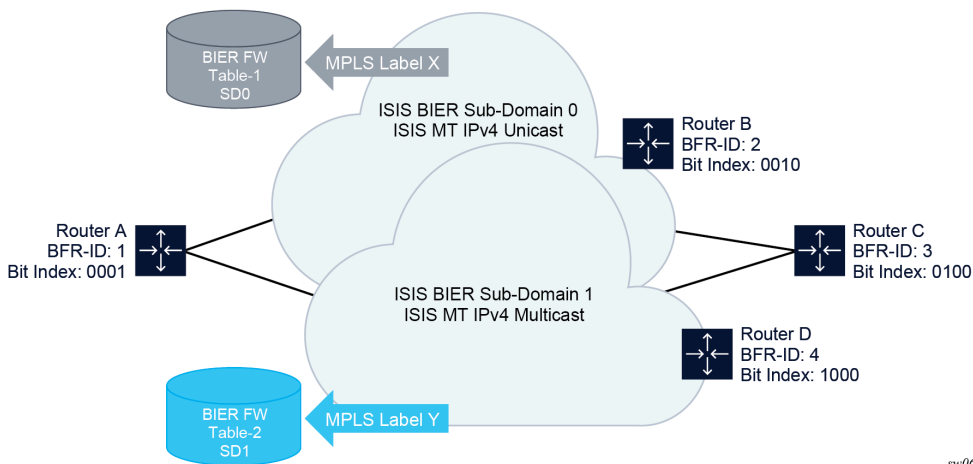 BIER FW
Table-1
SD0
MPLS Label X
ISIS BIER Sub-Domain 0
ISIS MT IPv4 Unicast
Router B
BFR-ID: 2
Bit Index: 0010
Router A
BFR-ID: 1
Bit Index: 0001
Router C
BFR-ID: 3
Bit Index: 0100
ISIS BIER Sub-Domain 1
ISIS MT IPv4 Multicast
Router D
BFR-ID: 4
Bit Index: 1000
BIER FW
Table-2
SD1
MPLS Label Y